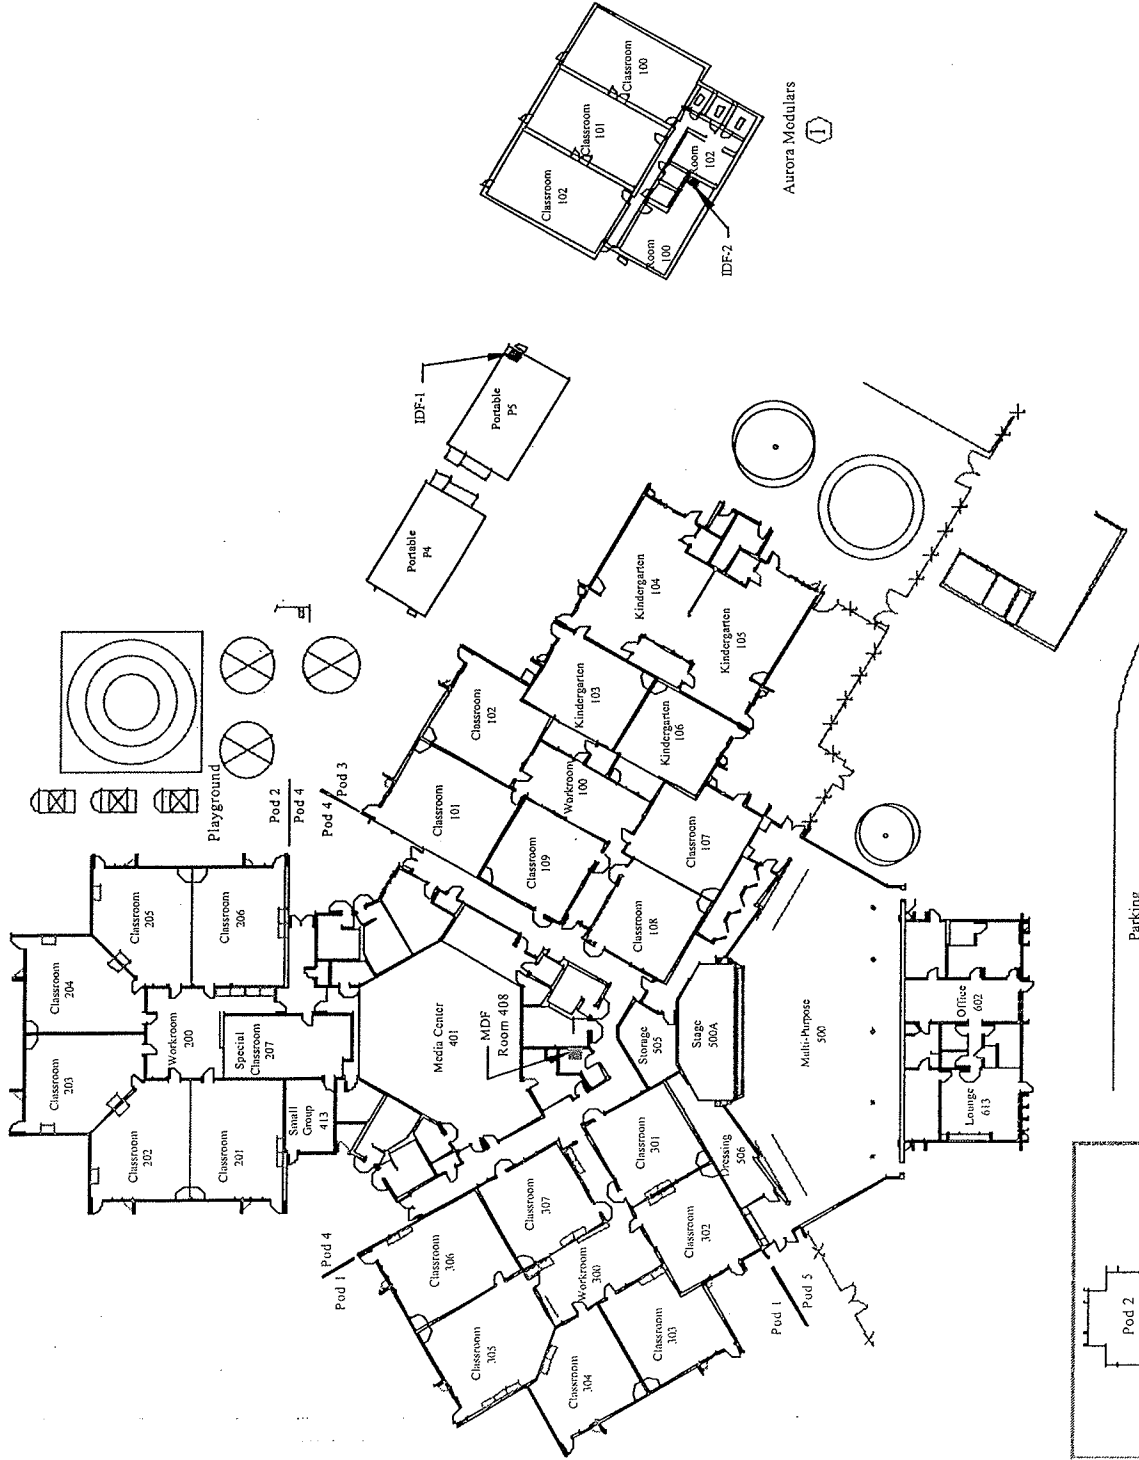 Classroom
100
Classroom
101
Classroom
102
Room
102
Room
100
Aurora Modulars
1
IDF-2
IDF-1
Portable
P5
Portable
P4
Playground
Pod 2
Pod 4
Pod 4
Pod 3
Kindergarten
104
Kindergarten
105
Kindergarten
103
Kindergarten
106
Classroom
102
Classroom
101
Workroom
100
Classroom
109
Classroom
107
Classroom
108
Classroom
205
Classroom
206
Classroom
204
Classroom
203
Workroom
200
Special
Classroom
207
Classroom
202
Classroom
201
Small
Group
413
Media Center
401
MDF
Room 408
Storage
505
Stage
500A
Multi-Purpose
500
Office
602
Lounge
613
Dressing
506
Classroom
301
Classroom
302
Classroom
307
Classroom
306
Workroom
300
Classroom
305
Classroom
304
Classroom
303
Pod 1
Pod 4
Pod 1
Pod 5
Parking
Pod 2